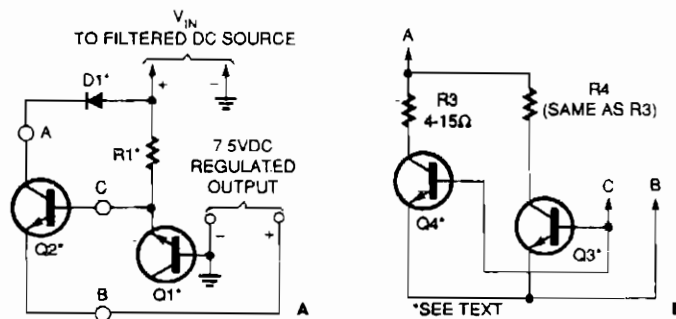 V_IN
TO FILTERED DC SOURCE
D1*
+
-
A
R1*
7 5VDC
REGULATED
OUTPUT
C
-
+
Q2*
Q1*
B
A
A
R3
4-15Ω
R4
(SAME AS R3)
C
B
Q4*
Q3*
*SEE TEXT